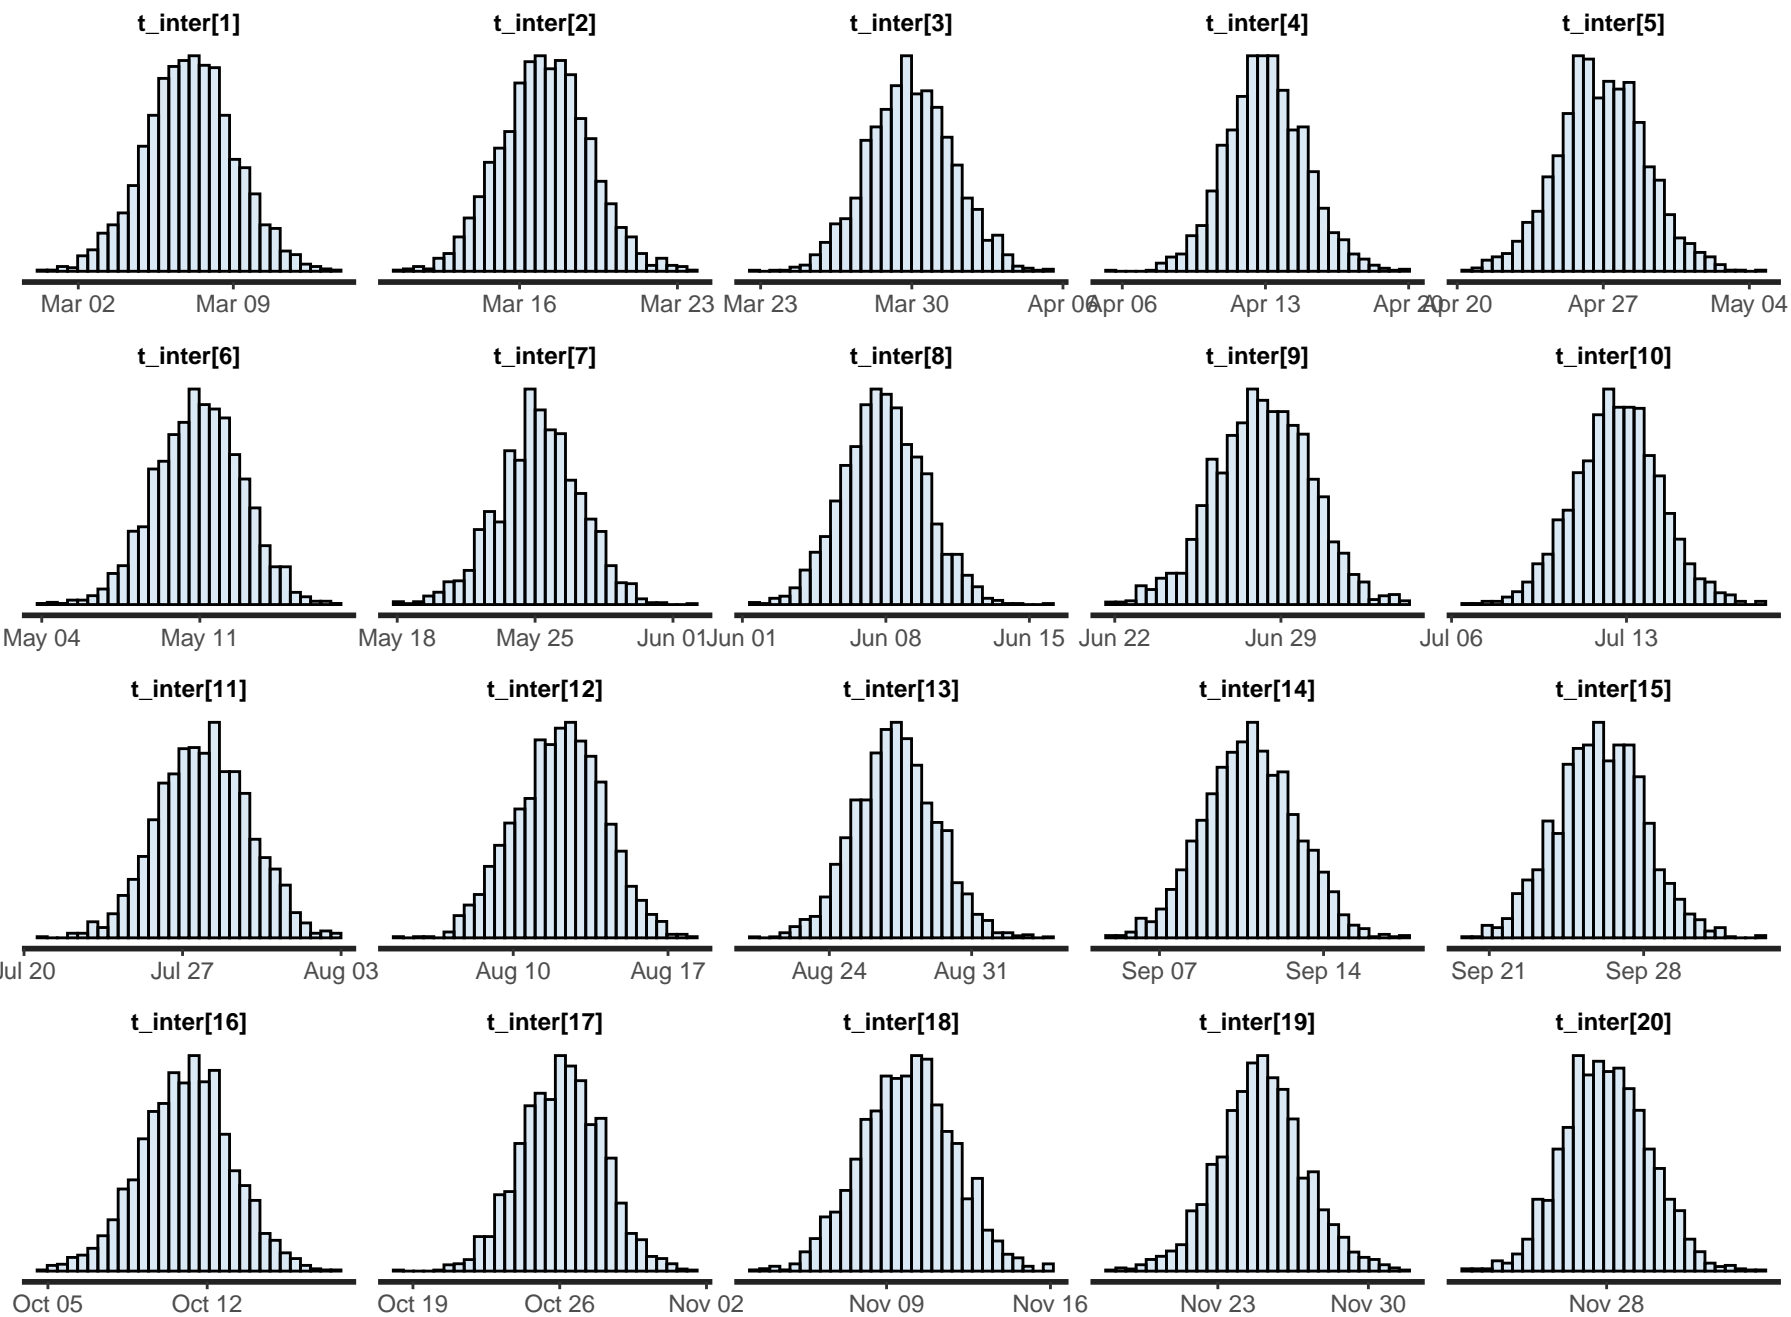 t_inter[1] t_inter[2] t_inter[3] t_inter[4] t_inter[5]
Mar 02 Mar 09 Mar 16 Mar 23 Mar 23 Mar 30 Apr 06 Apr 06 Apr 13 Apr 20 Apr 20 Apr 27 May 04
t_inter[6] t_inter[7] t_inter[8] t_inter[9] t_inter[10]
May 04 May 11 May 18 May 25 Jun 01 Jun 01 Jun 08 Jun 15 Jun 22 Jun 29 Jul 06 Jul 13
t_inter[11] t_inter[12] t_inter[13] t_inter[14] t_inter[15]
Jul 20 Jul 27 Aug 03 Aug 10 Aug 17 Aug 24 Aug 31 Sep 07 Sep 14 Sep 21 Sep 28
t_inter[16] t_inter[17] t_inter[18] t_inter[19] t_inter[20]
Oct 05 Oct 12 Oct 19 Oct 26 Nov 02 Nov 09 Nov 16 Nov 23 Nov 30 Nov 28